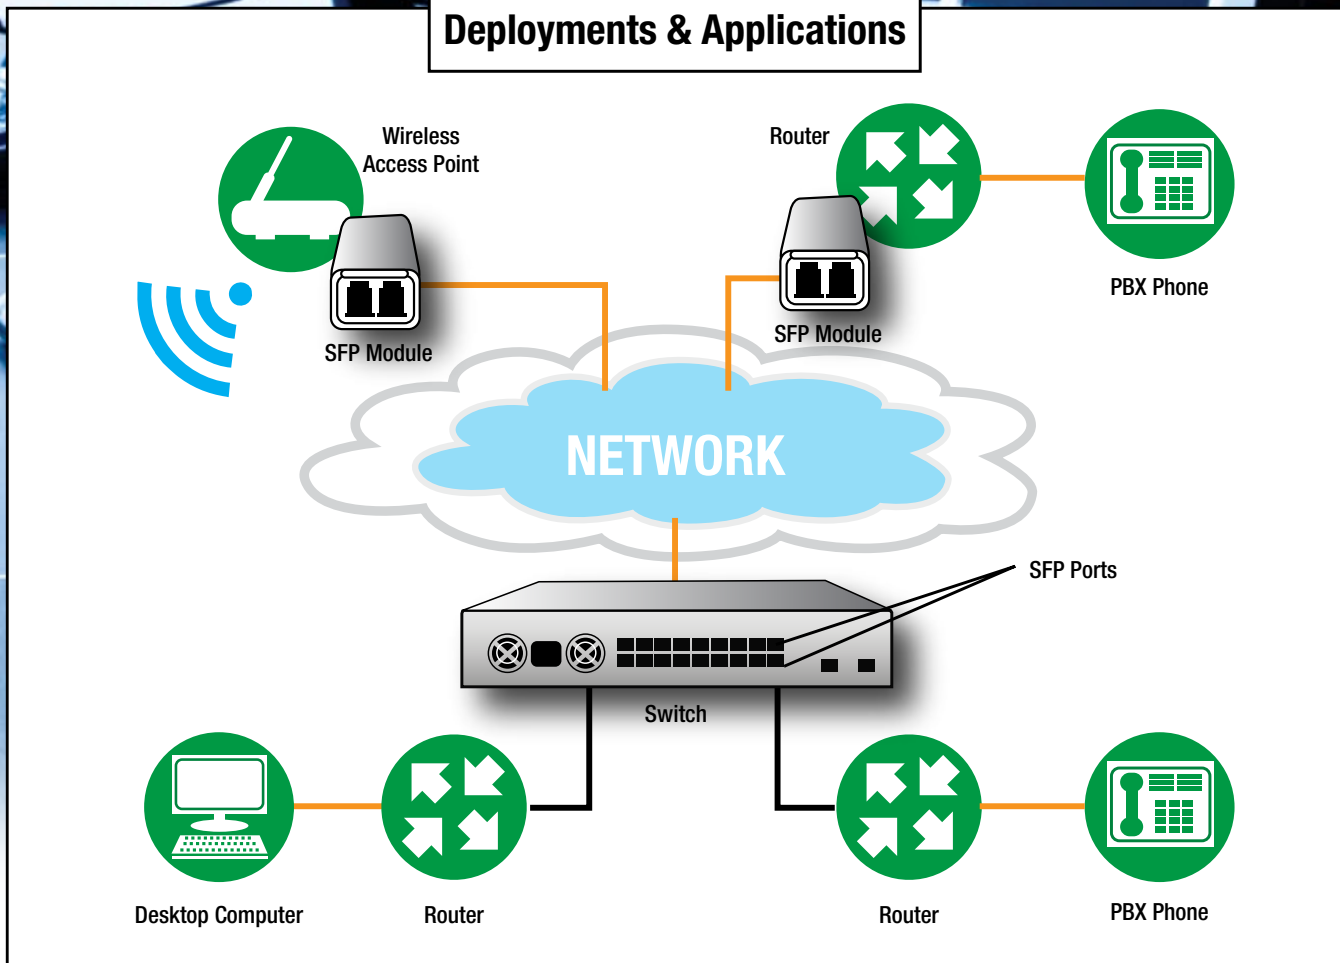 Deployments & Applications
Wireless
Access Point
Router
SFP Module
SFP Module
PBX Phone
NETWORK
SFP Ports
Switch
Desktop Computer
Router
Router
PBX Phone